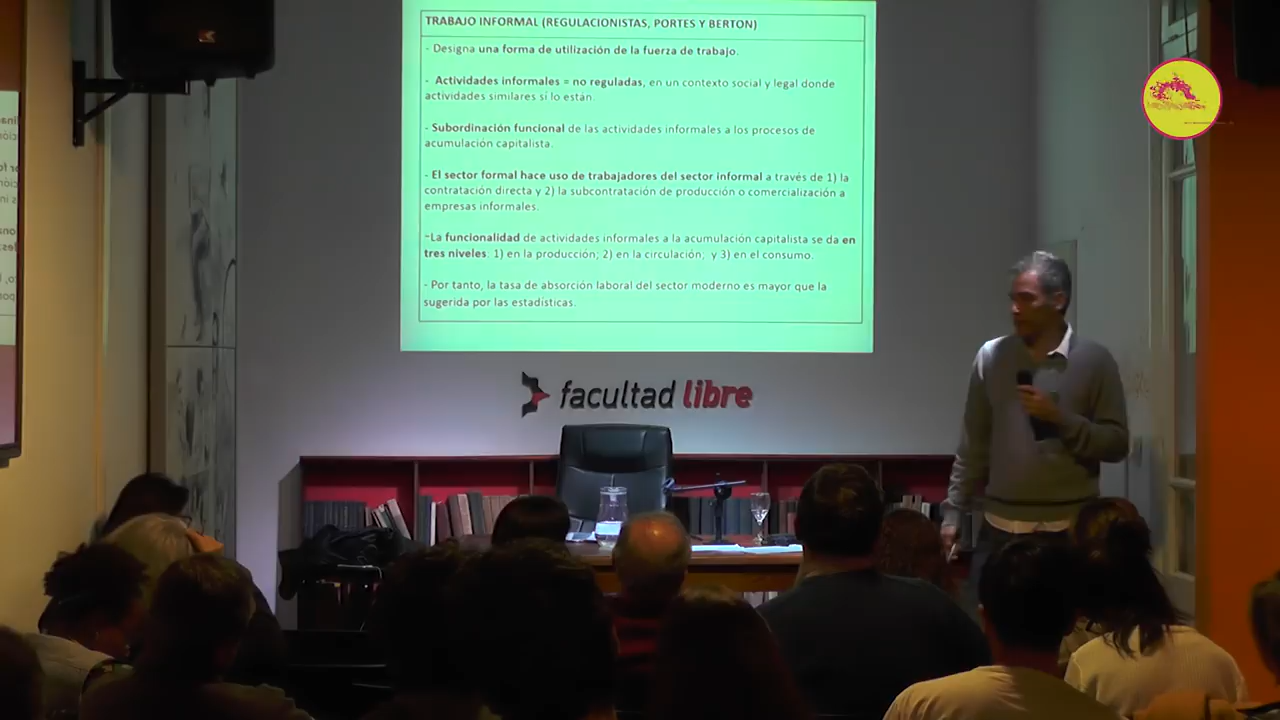 TRABAJO INFORMAL (REGULACIONISTAS, PORTES Y BERTON)
- Designa una forma de utilización de la fuerza de trabajo.
- Actividades informales = no reguladas, en un contexto social y legal donde
actividades similares sí lo están.
- Subordinación funcional de las actividades informales a los procesos de
acumulación capitalista.
- El sector formal hace uso de trabajadores del sector informal a través de 1) la
contratación directa y 2) la subcontratación de producción o comercialización a
empresas informales.
-La funcionalidad de actividades informales a la acumulación capitalista se da en
tres niveles: 1) en la producción; 2) en la circulación; y 3) en el consumo.
- Por tanto, la tasa de absorción laboral del sector moderno es mayor que la
sugerida por las estadísticas.
facultad libre